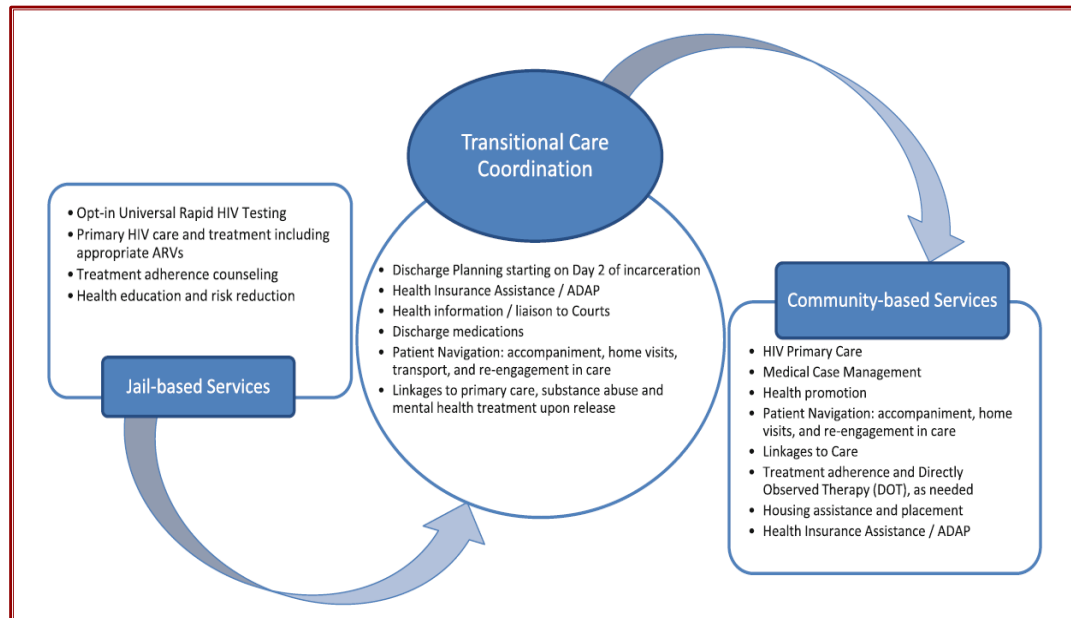 • Opt-in Universal Rapid HIV Testing
• Primary HIV care and treatment including
appropriate ARVs
• Treatment adherence counseling
• Health education and risk reduction
Jail-based Services
Transitional Care
Coordination
• Discharge Planning starting on Day 2 of incarceration
• Health Insurance Assistance / ADAP
• Health information / liaison to Courts
• Discharge medications
• Patient Navigation: accompaniment, home visits,
transport, and re-engagement in care
• Linkages to primary care, substance abuse and
mental health treatment upon release
Community-based Services
• HIV Primary Care
• Medical Case Management
• Health promotion
• Patient Navigation: accompaniment, home
visits, and re-engagement in care
• Linkages to Care
• Treatment adherence and Directly
Observed Therapy (DOT), as needed
• Housing assistance and placement
• Health Insurance Assistance / ADAP